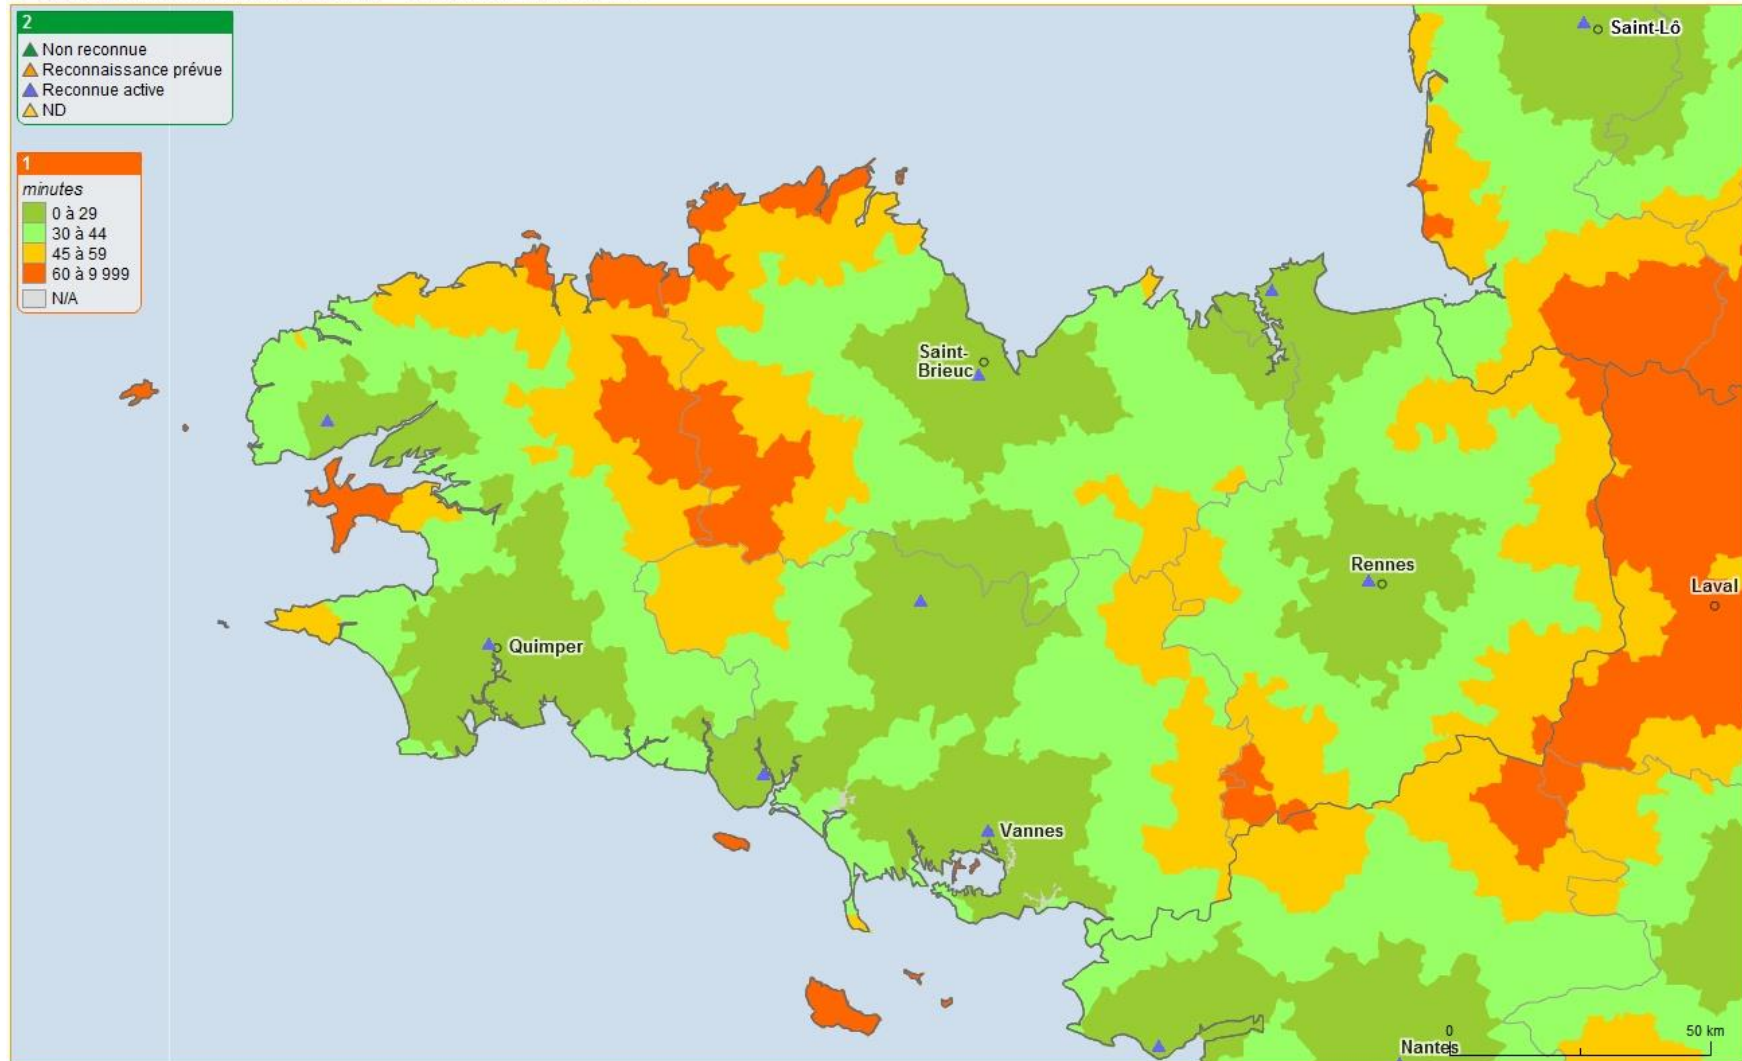 2
Non reconnue
Reconnaissance prévue
Reconnue active
ND
1
minutes
0 à 29
30 à 44
45 à 59
60 à 9 999
N/A
Saint-Lô
Saint-
Brieuc
Rennes
Laval
Quimper
Vannes
0 50 km
Nantes